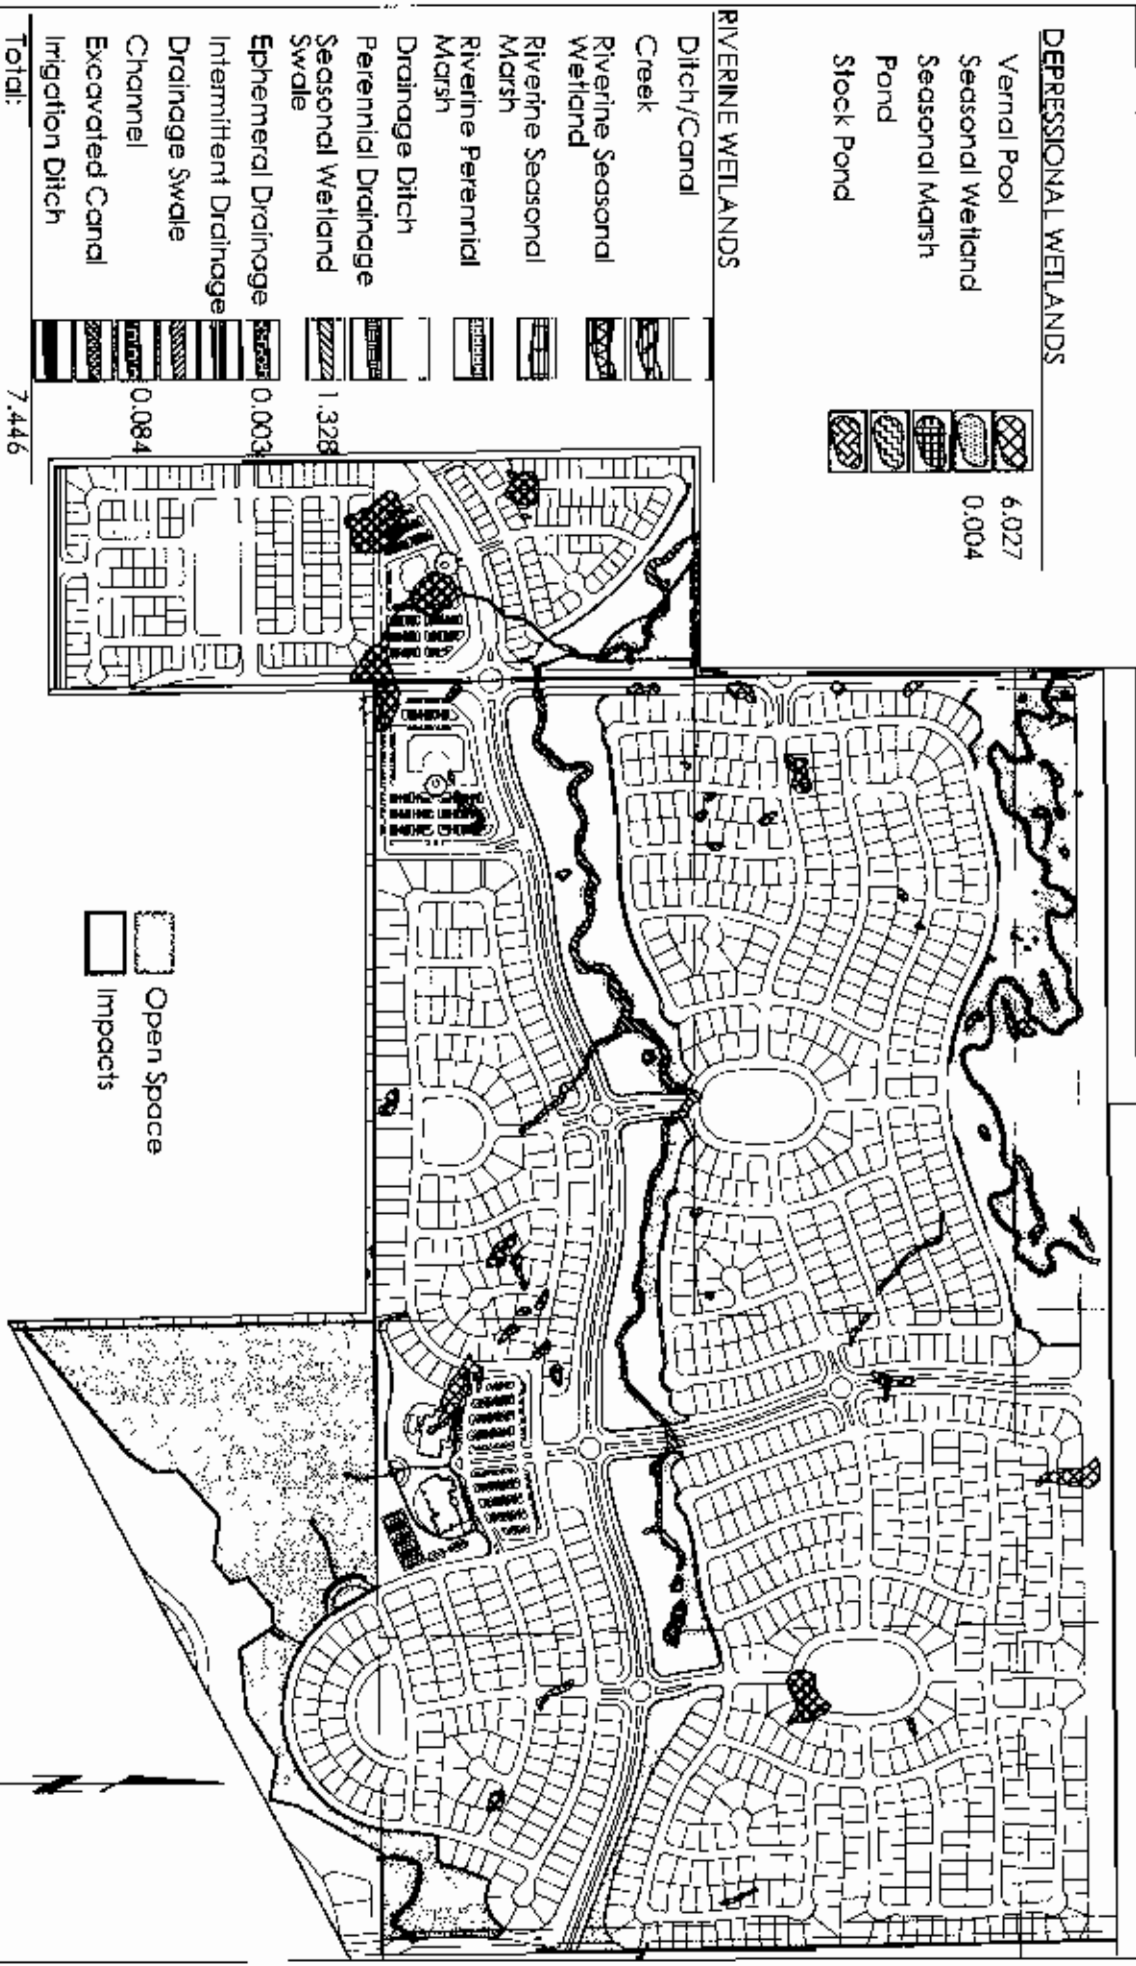 DEPRESSIONAL WETLANDS
Vernal Pool 6.027
Seasonal Wetland 0.004
Seasonal Marsh
Pond
Stock Pond
RIVERINE WETLANDS
Ditch/Canal
Creek
Riverine Seasonal
Wetland
Riverine Seasonal
Marsh
Riverine Perennial
Marsh
Drainage Ditch
Perennial Drainage
Seasonal Wetland 1.328
Swale
Ephemeral Drainage 0.003
Intermittent Drainage
Drainage Swale
Channel 0.084
Excavated Canal
Irrigation Ditch
Total: 7.446
Open Space
Impacts